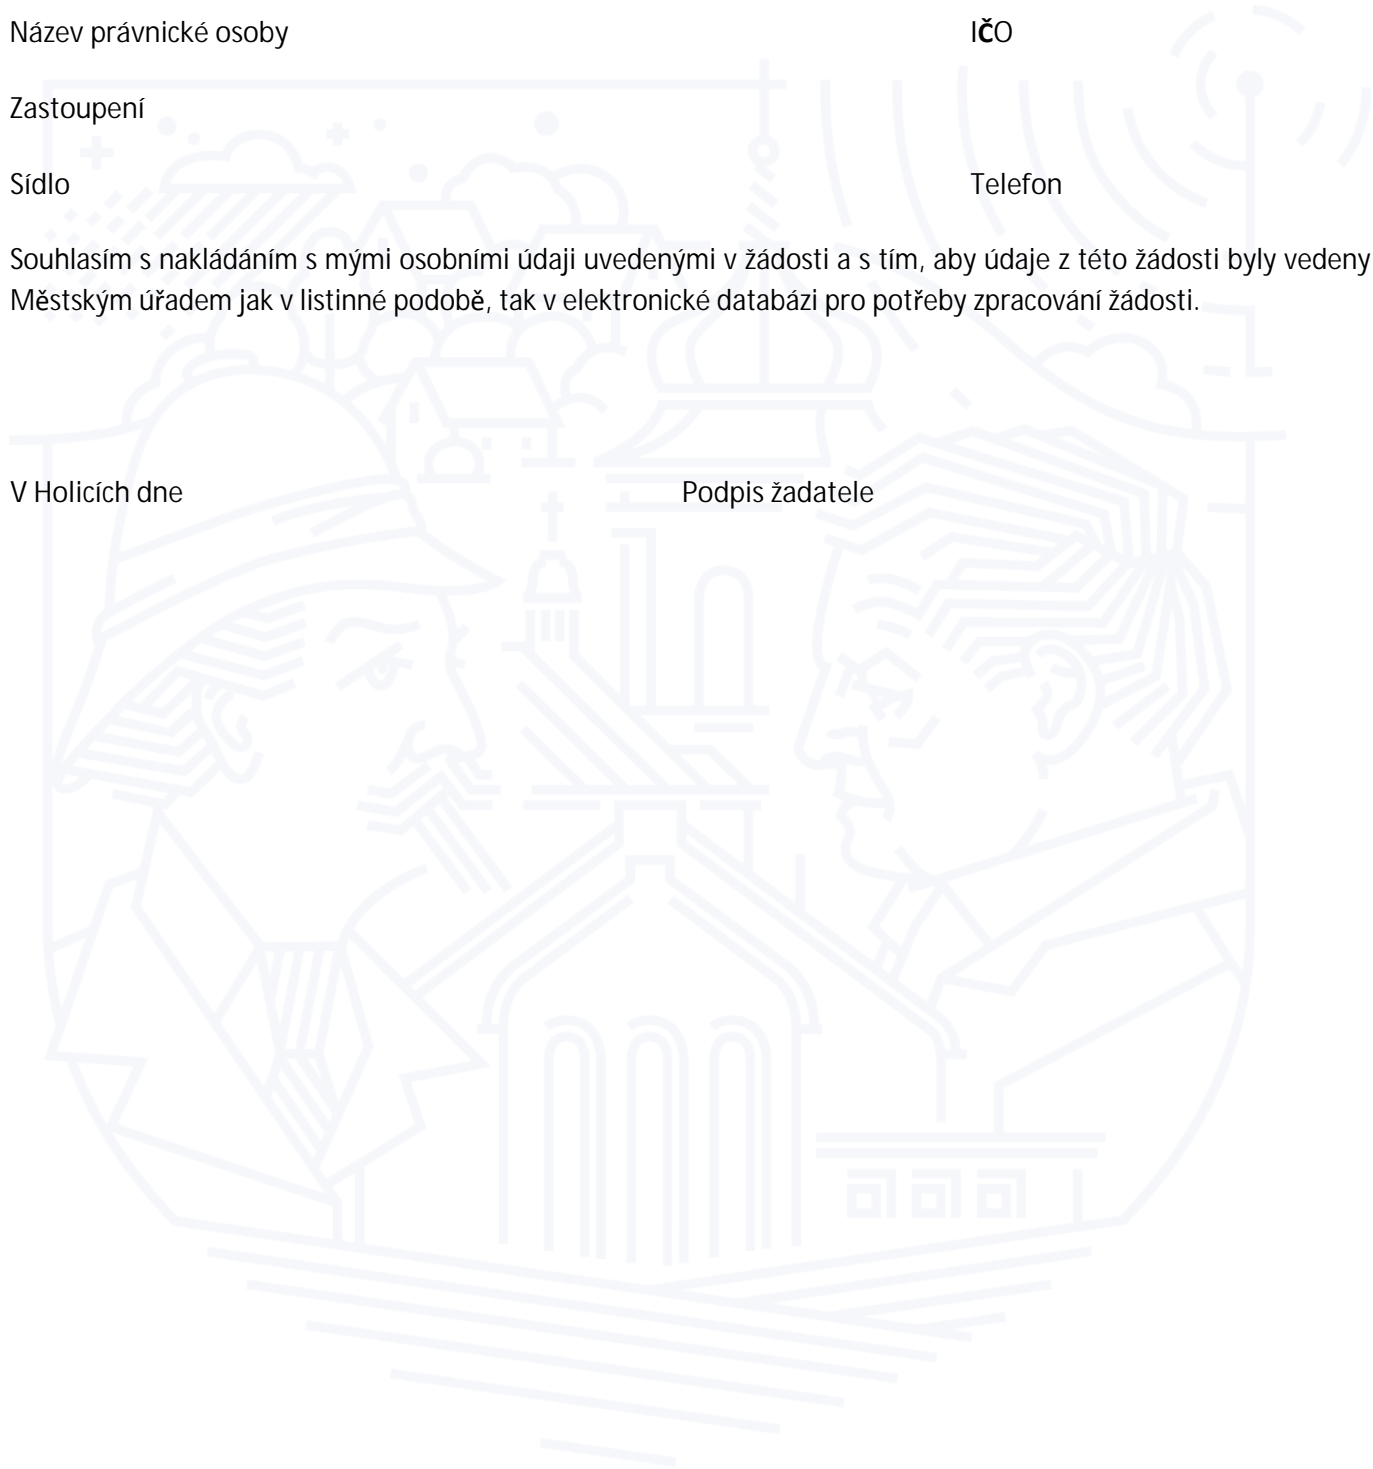 Název právnické osoby IČO
Zastoupení
Sídlo Telefon
Souhlasím s nakládáním s mými osobními údaji uvedenými v žádosti a s tím, aby údaje z této žádosti byly vedeny
Městským úřadem jak v listinné podobě, tak v elektronické databázi pro potřeby zpracování žádosti.
V Holicích dne Podpis žadatele